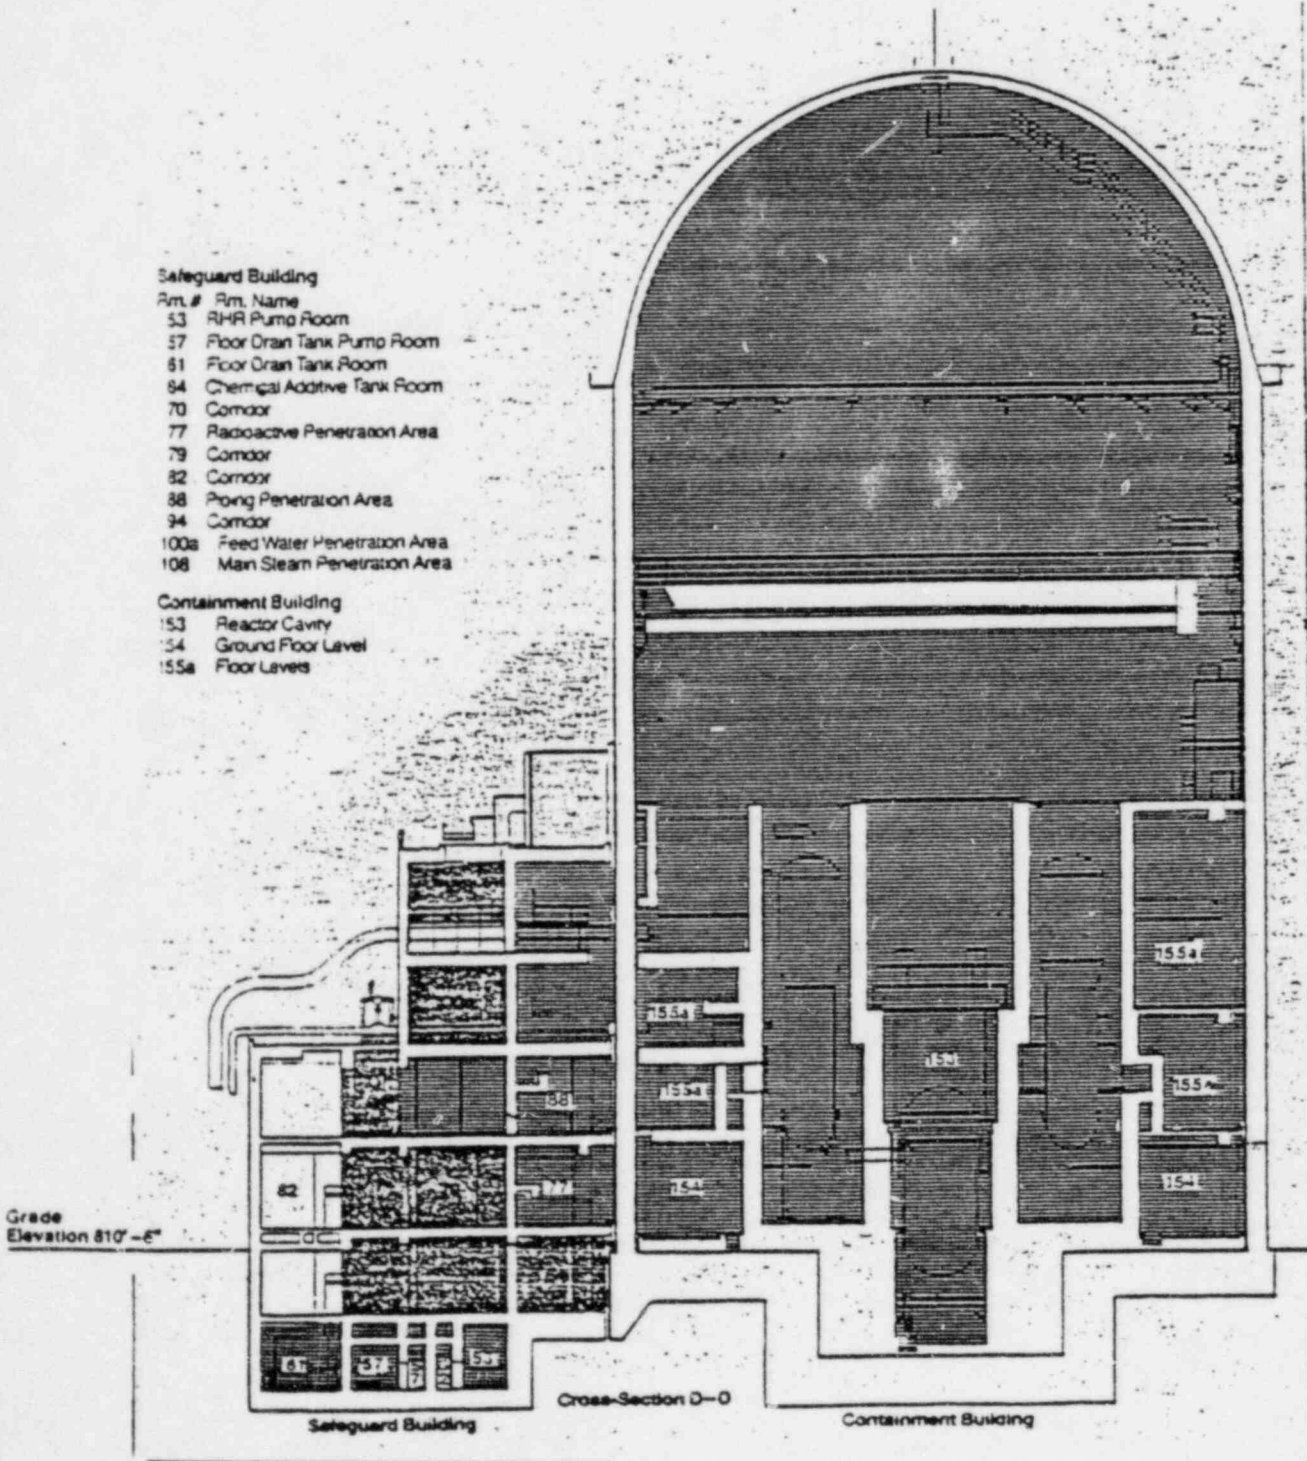 Safeguard Building
Rm. # Rm. Name
53 RHR Pump Room
57 Floor Drain Tank Pump Room
61 Floor Drain Tank Room
64 Chemical Additive Tank Room
70 Corridor
77 Radioactive Penetration Area
79 Corridor
82 Corridor
88 Piping Penetration Area
94 Corridor
100a Feed Water Penetration Area
108 Main Steam Penetration Area
Containment Building
153 Reactor Cavity
154 Ground Floor Level
155a Floor Levels
155a
155a
153
155a
155a
88
82
77
154
154
Grade
Elevation 810'-6"
61
57
53
Cross-Section D-D
Safeguard Building
Containment Building